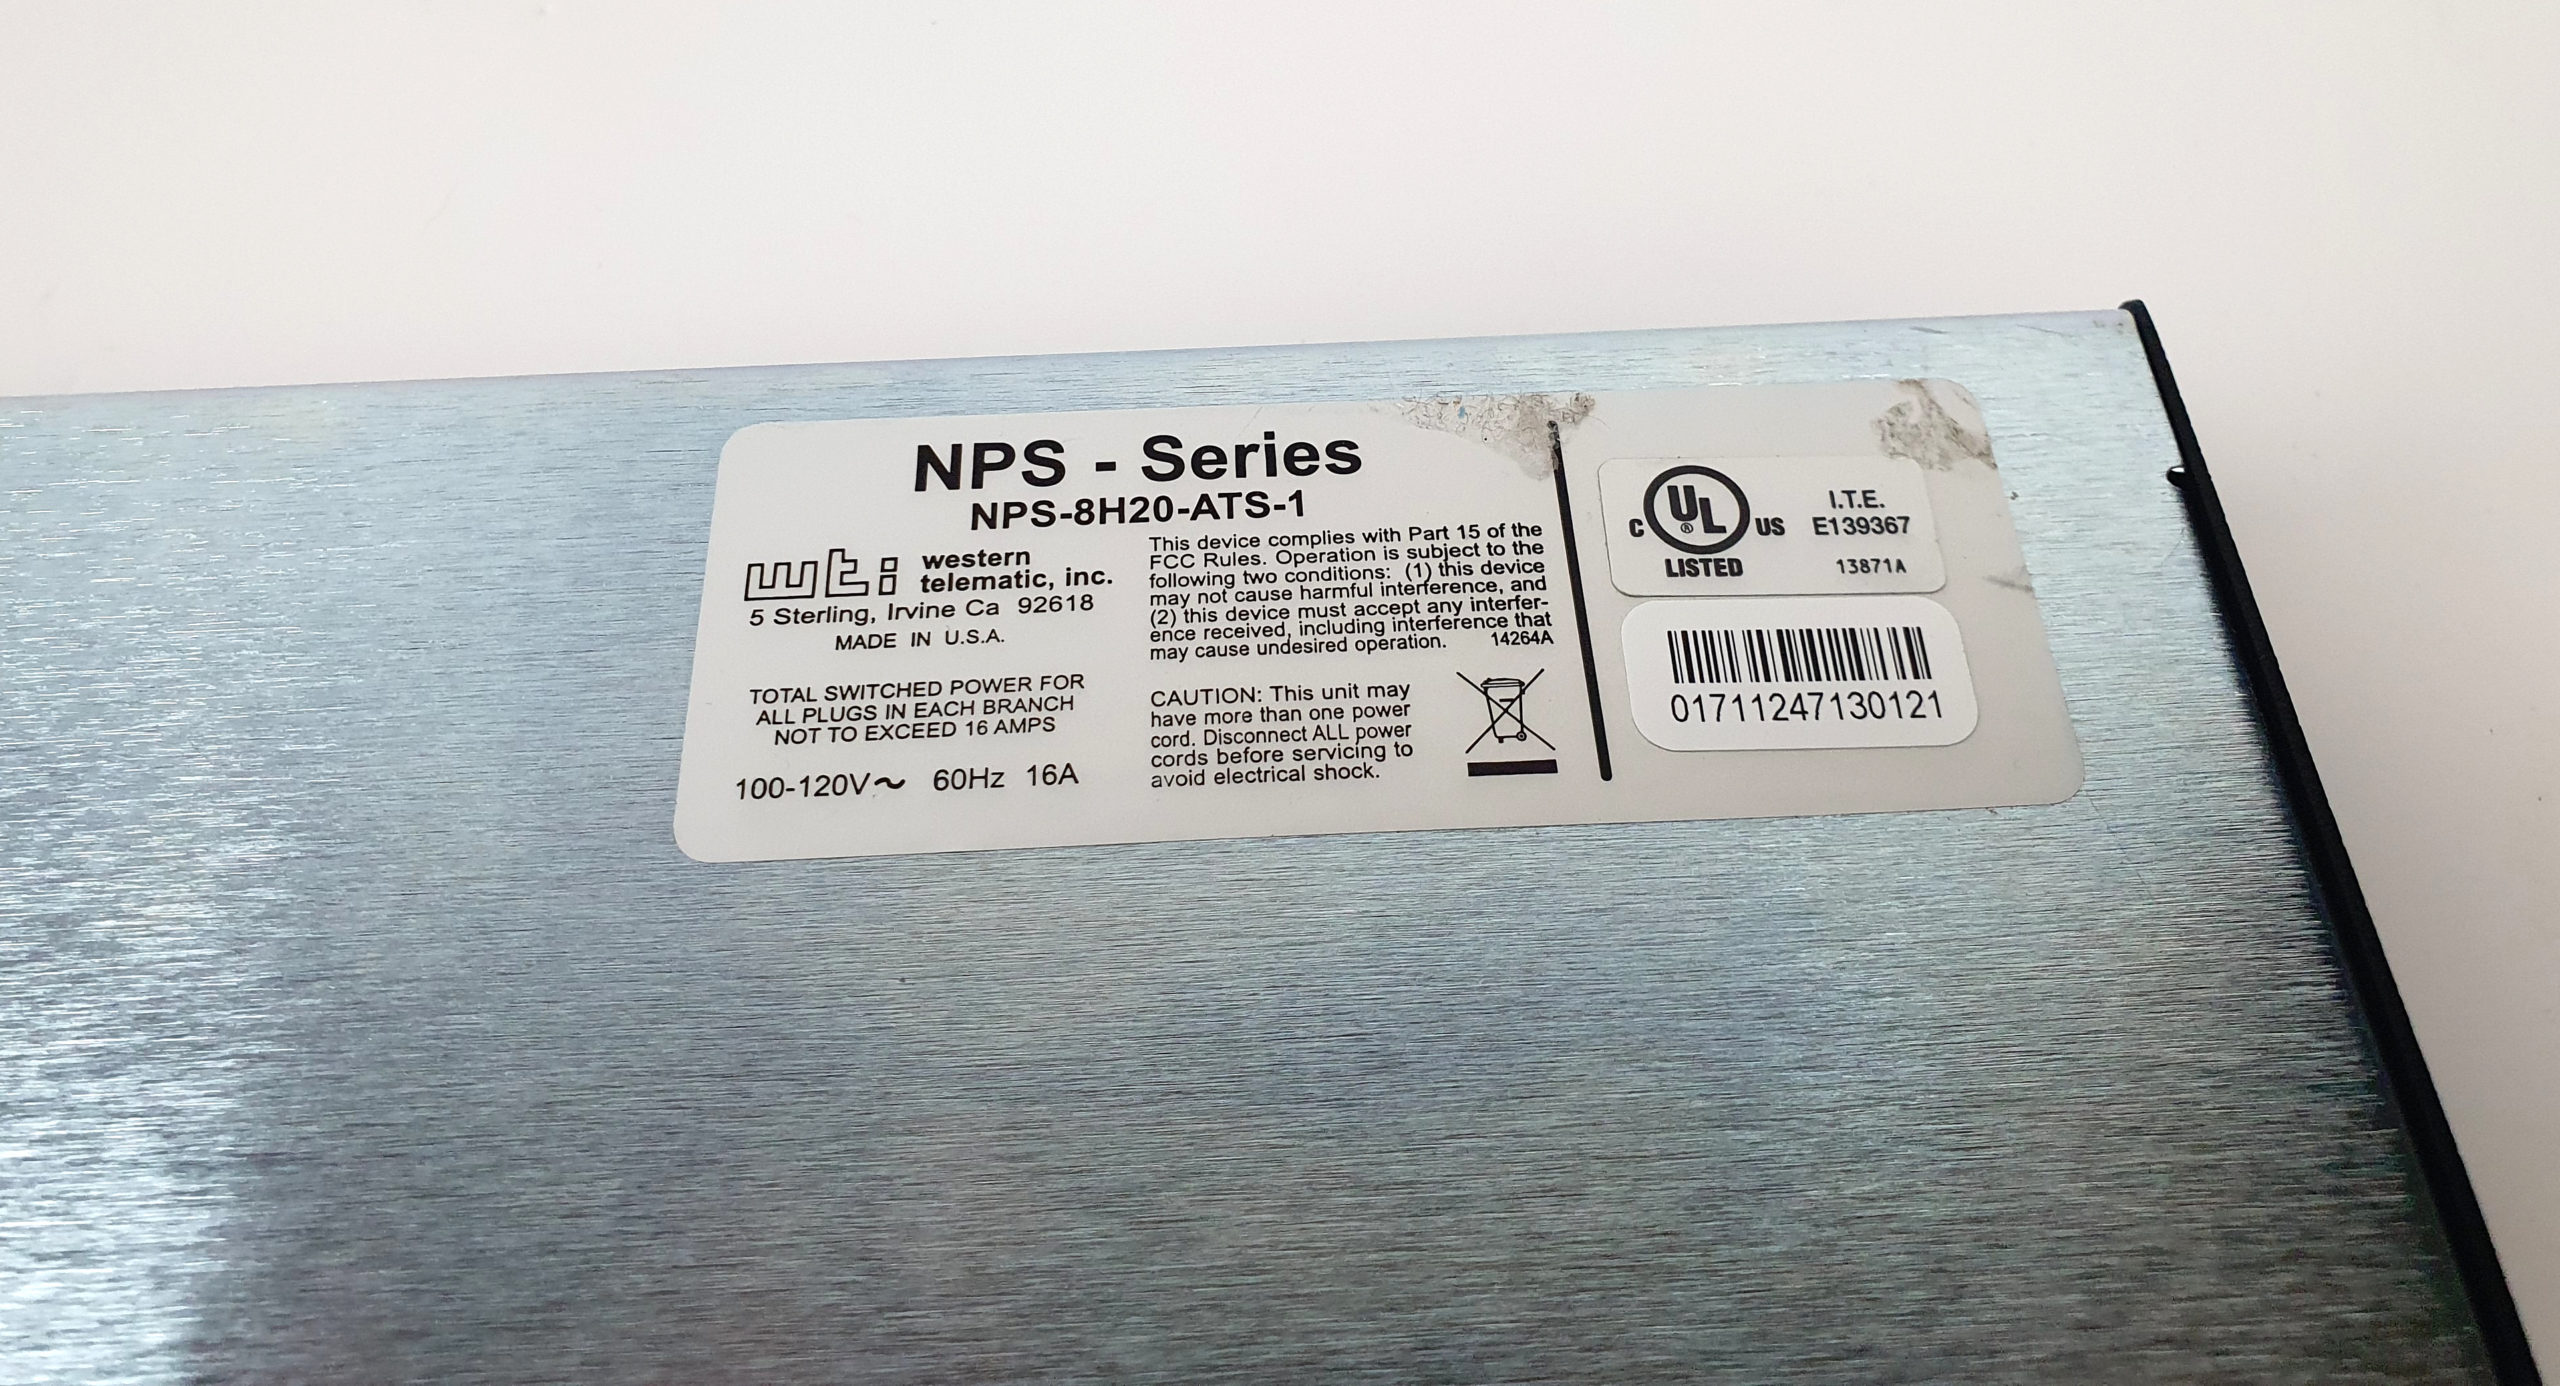 NPS - Series
NPS-8H20-ATS-1
wti western
telematic, inc.
5 Sterling, Irvine Ca 92618
MADE IN U.S.A.
TOTAL SWITCHED POWER FOR
ALL PLUGS IN EACH BRANCH
NOT TO EXCEED 16 AMPS
100-120V~ 60Hz 16A
This device complies with Part 15 of the
FCC Rules. Operation is subject to the
following two conditions: (1) this device
may not cause harmful interference, and
(2) this device must accept any interfer-
ence received, including interference that
may cause undesired operation. 14264A
CAUTION: This unit may
have more than one power
cord. Disconnect ALL power
cords before servicing to
avoid electrical shock.
C UL ® US
LISTED
I.T.E.
E139367
13871A
01711247130121